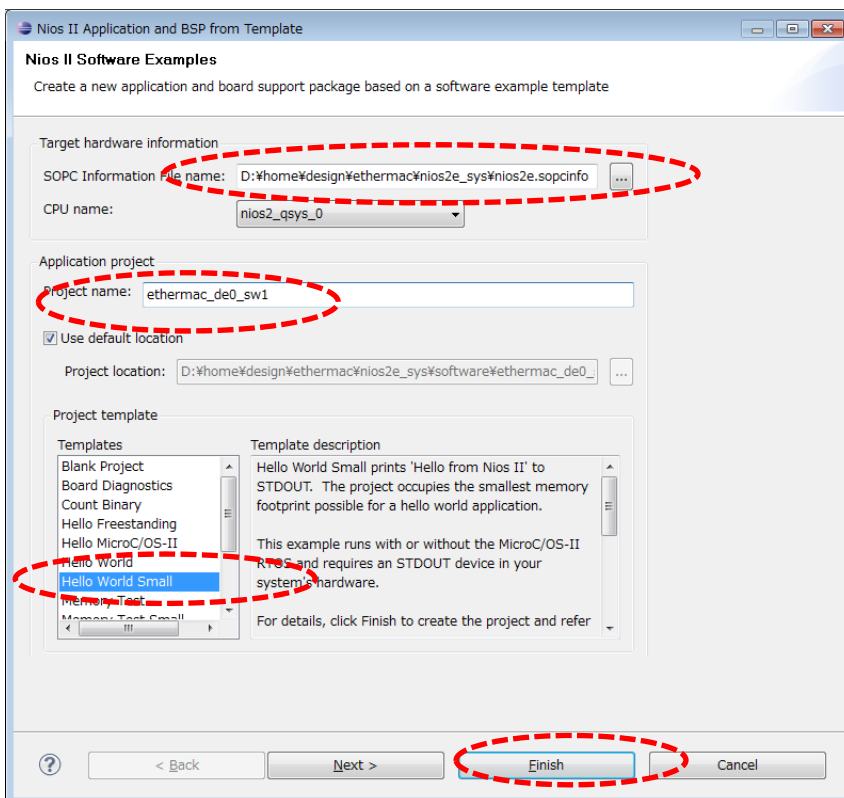 Nios II Application and BSP from Template
Nios II Software Examples
Create a new application and board support package based on a software example template
Target hardware information
SOPC Information File name: D:¥home¥design¥ethermac¥nios2e_sys¥nios2e.sopcinfo ...
CPU name: nios2_qsys_0
Application project
Project name: ethermac_de0_sw1
Use default location
Project location: D:¥home¥design¥ethermac¥nios2e_sys¥software¥ethermac_de0_ ...
Project template
Templates
Blank Project
Board Diagnostics
Count Binary
Hello Freestanding
Hello MicroC/OS-II
Hello World
Hello World Small
Memory Test
Memory Test Small
Template description
Hello World Small prints 'Hello from Nios II' to
STDOUT. The project occupies the smallest memory
footprint possible for a hello world application.
This example runs with or without the MicroC/OS-II
RTOS and requires an STDOUT device in your
system's hardware.
For details, click Finish to create the project and refer
? < Back Next > Finish Cancel